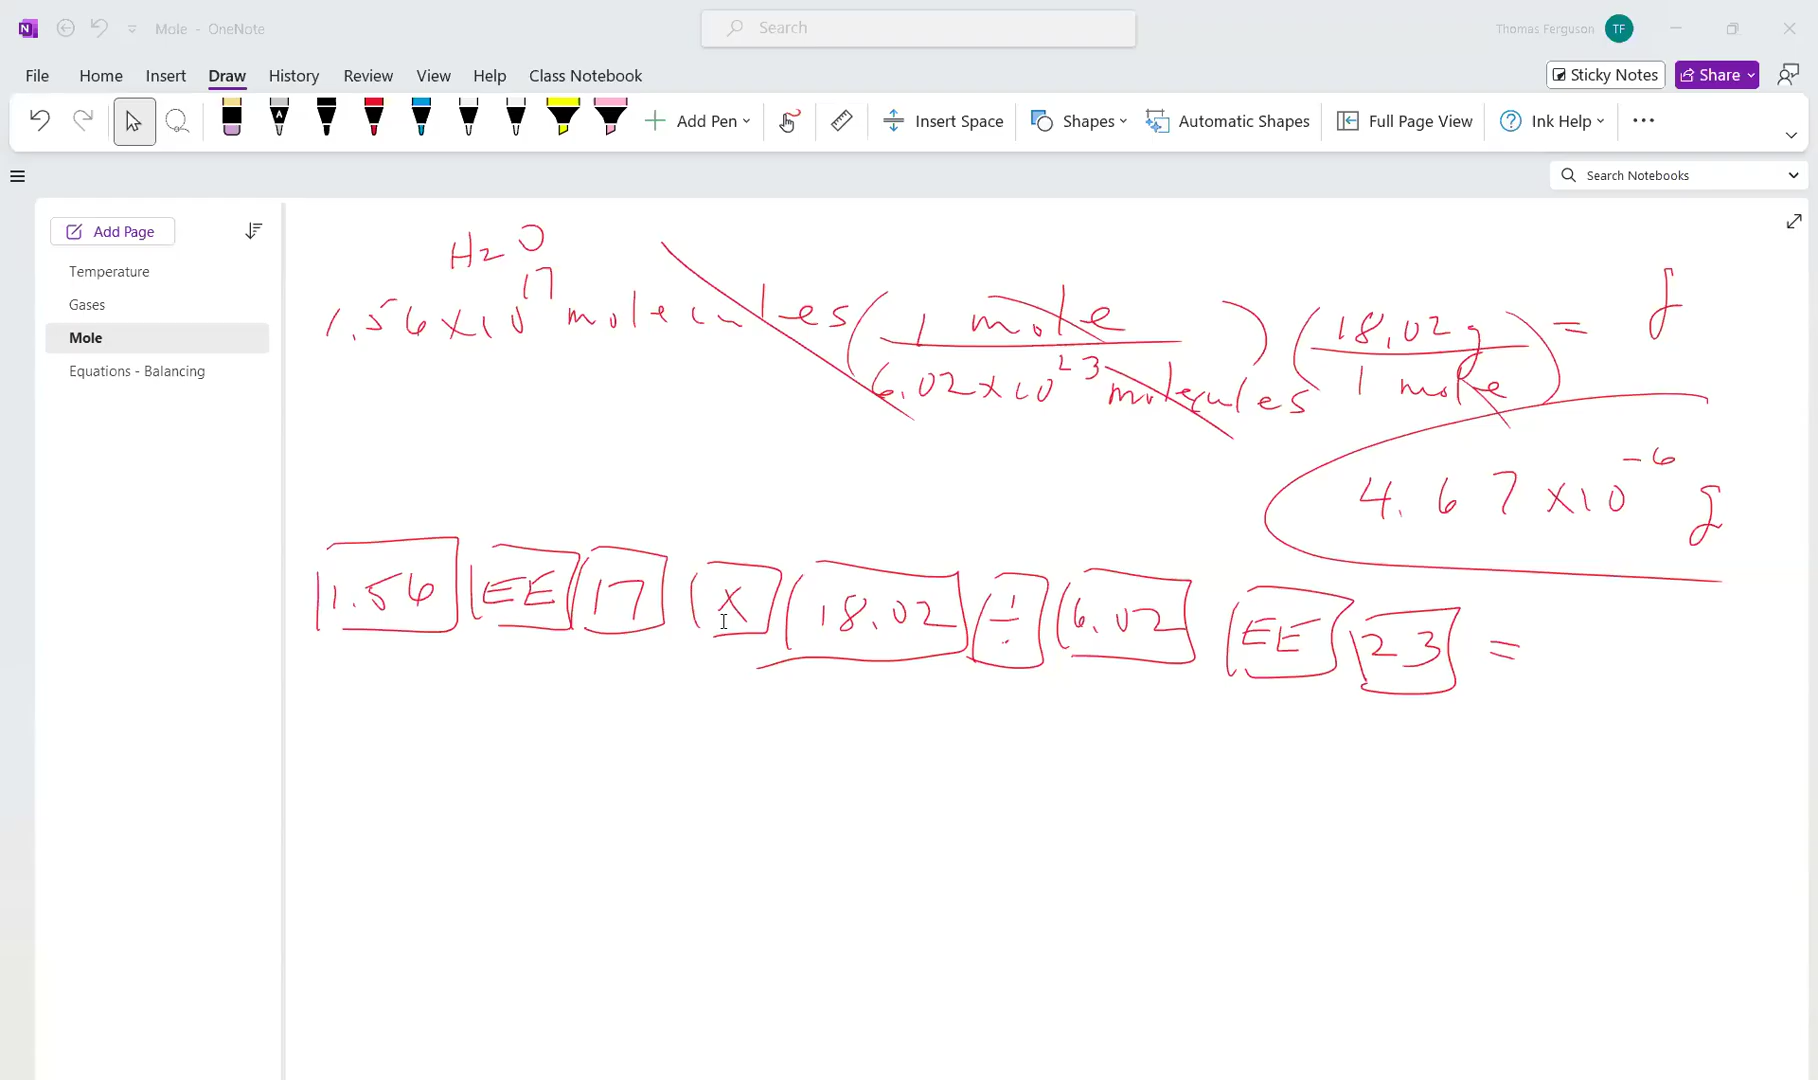 Mole - OneNote
Search
Thomas Ferguson TF
File Home Insert Draw History Review View Help Class Notebook
Sticky Notes Share
A
Add Pen Insert Space Shapes Automatic Shapes Full Page View Ink Help
Search Notebooks
Add Page
Temperature
Gases
Mole
Equations - Balancing
H2O
1.56x10^17 molecules (1 mole / 6.02x10^23 molecules) (18.02g / 1 mole) = g
4.67x10^-6 g
1.56 EE 17 x 18.02 ÷ 6.02 EE 23 =